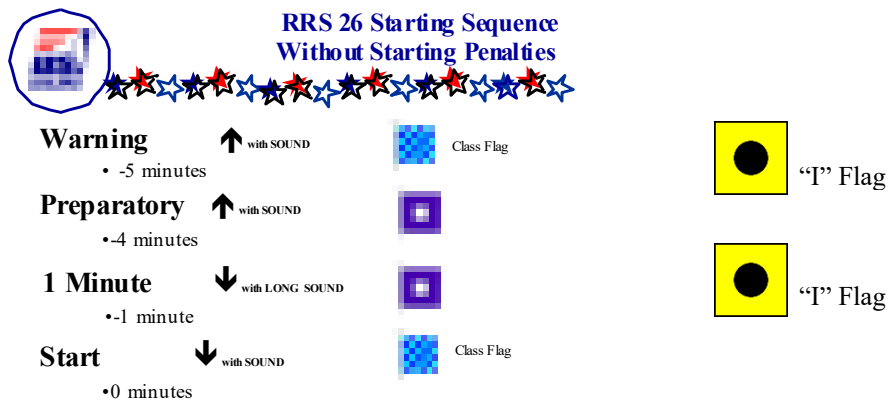 RRS 26 Starting Sequence
Without Starting Penalties
Warning ↑ with SOUND Class Flag
• -5 minutes
“I” Flag
Preparatory ↑ with SOUND
•-4 minutes
1 Minute ↓ with LONG SOUND
“I” Flag
•-1 minute
Start ↓ with SOUND Class Flag
•0 minutes